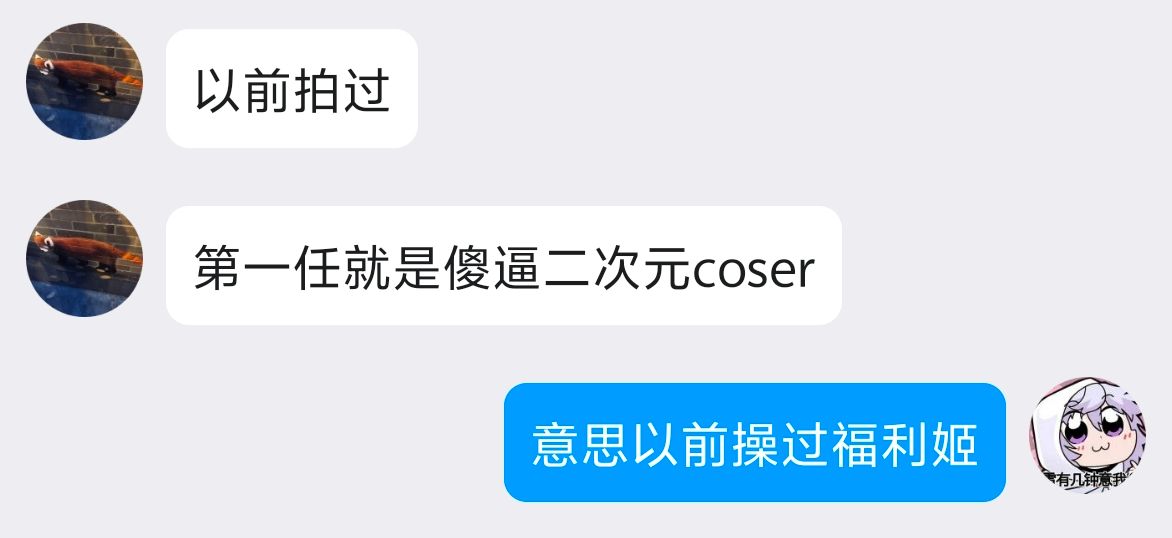 以前拍过
第一任就是傻逼二次元coser
意思以前操过福利姬
有几钟意我